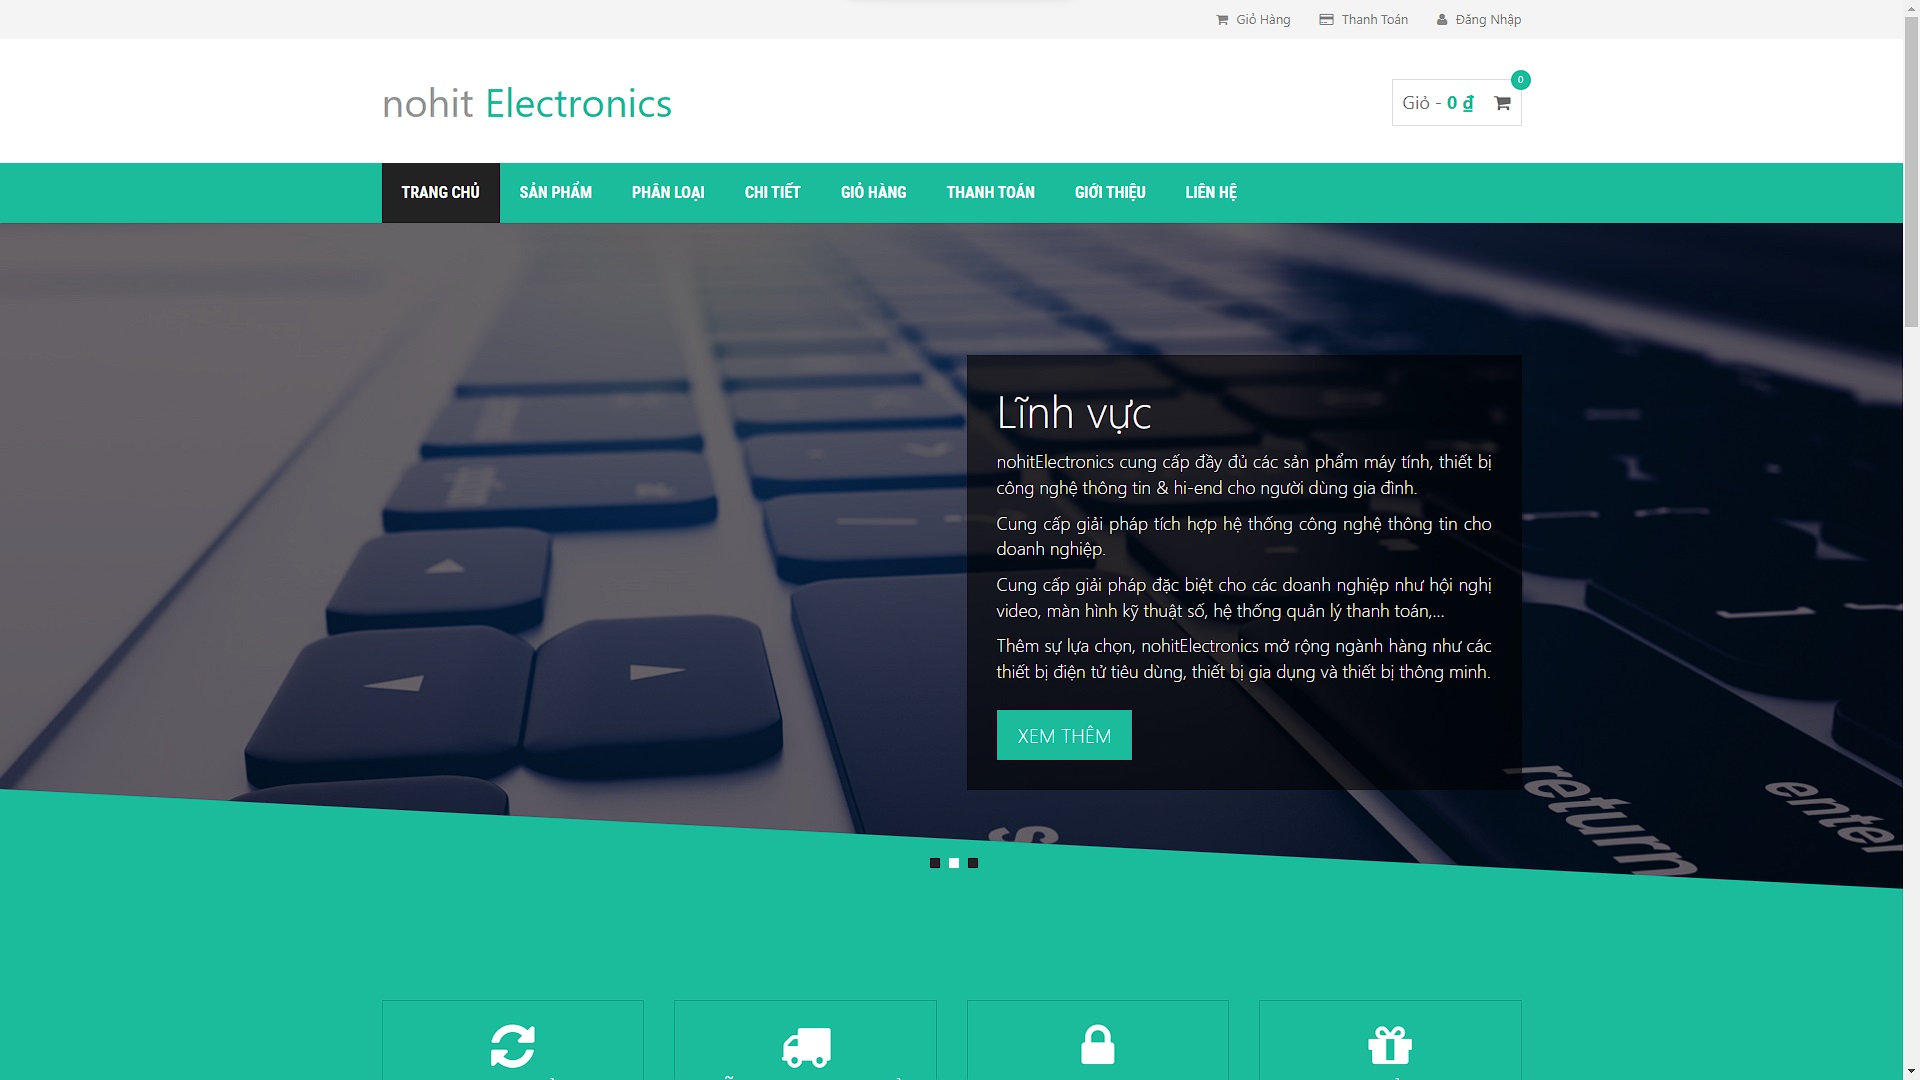 Giỏ Hàng Thanh Toán Đăng Nhập
nohit Electronics
0
Giỏ - 0 ₫
TRANG CHỦ SẢN PHẨM PHÂN LOẠI CHI TIẾT GIỎ HÀNG THANH TOÁN GIỚI THIỆU LIÊN HỆ
Lĩnh vực
nohitElectronics cung cấp đầy đủ các sản phẩm máy tính, thiết bị
công nghệ thông tin & hi-end cho người dùng gia đình.
Cung cấp giải pháp tích hợp hệ thống công nghệ thông tin cho
doanh nghiệp.
Cung cấp giải pháp đặc biệt cho các doanh nghiệp như hội nghị
video, màn hình kỹ thuật số, hệ thống quản lý thanh toán,...
Thêm sự lựa chọn, nohitElectronics mở rộng ngành hàng như các
thiết bị điện tử tiêu dùng, thiết bị gia dụng và thiết bị thông minh.
XEM THÊM
return
enter